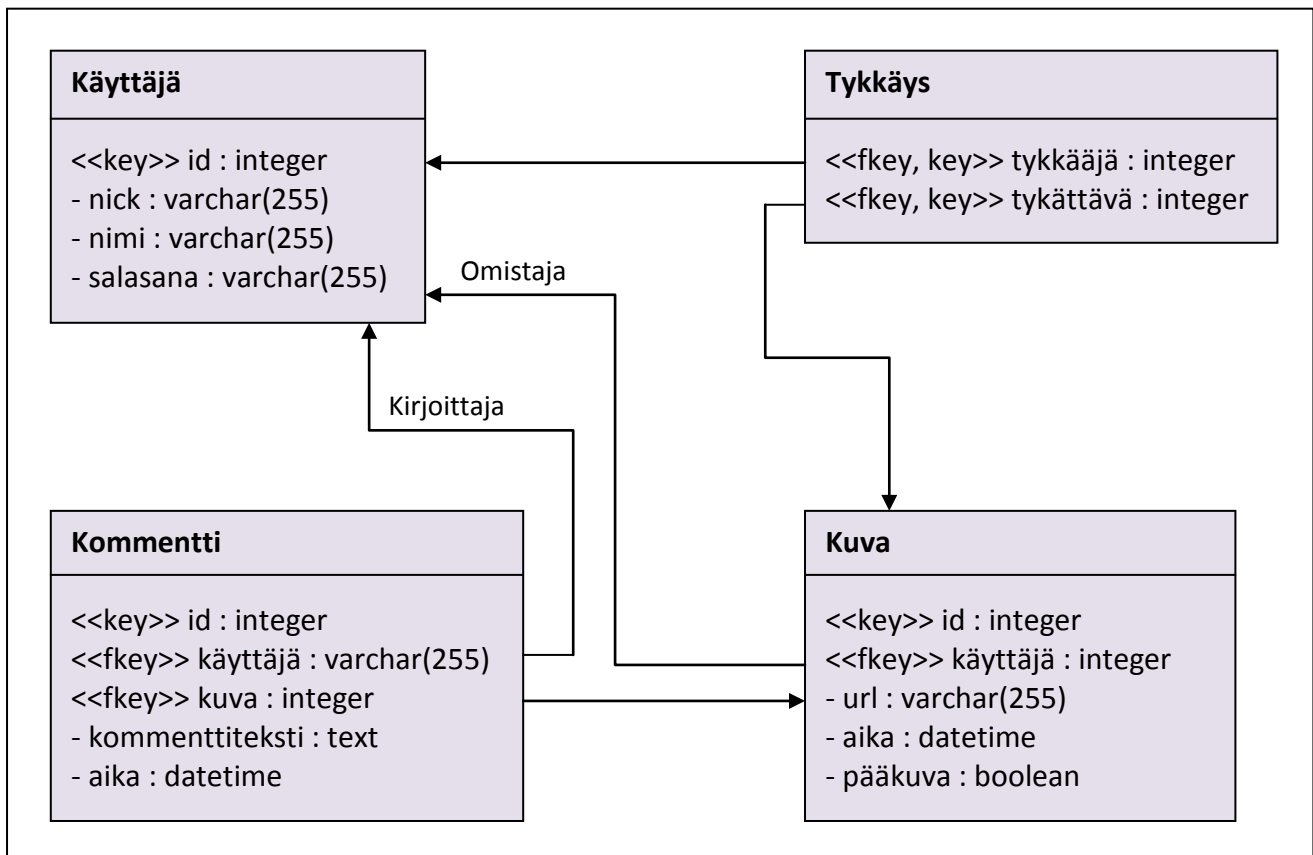 Käyttäjä
<<key>> id : integer
- nick : varchar(255)
- nimi : varchar(255)
- salasana : varchar(255)
Tykkäys
<<fkey, key>> tykkääjä : integer
<<fkey, key>> tykättävä : integer
Omistaja
Kirjoittaja
Kommentti
<<key>> id : integer
<<fkey>> käyttäjä : varchar(255)
<<fkey>> kuva : integer
- kommenttiteksti : text
- aika : datetime
Kuva
<<key>> id : integer
<<fkey>> käyttäjä : integer
- url : varchar(255)
- aika : datetime
- pääkuva : boolean